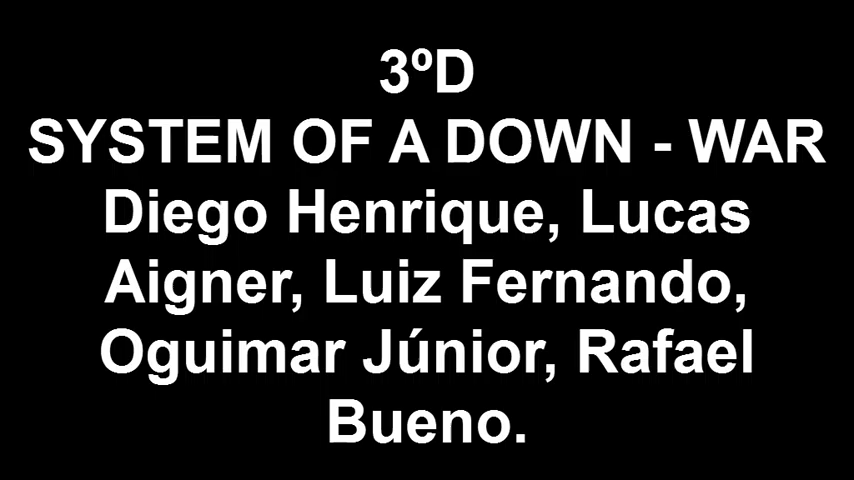 3ºD
SYSTEM OF A DOWN - WAR
Diego Henrique, Lucas
Aigner, Luiz Fernando,
Oguimar Júnior, Rafael
Bueno.